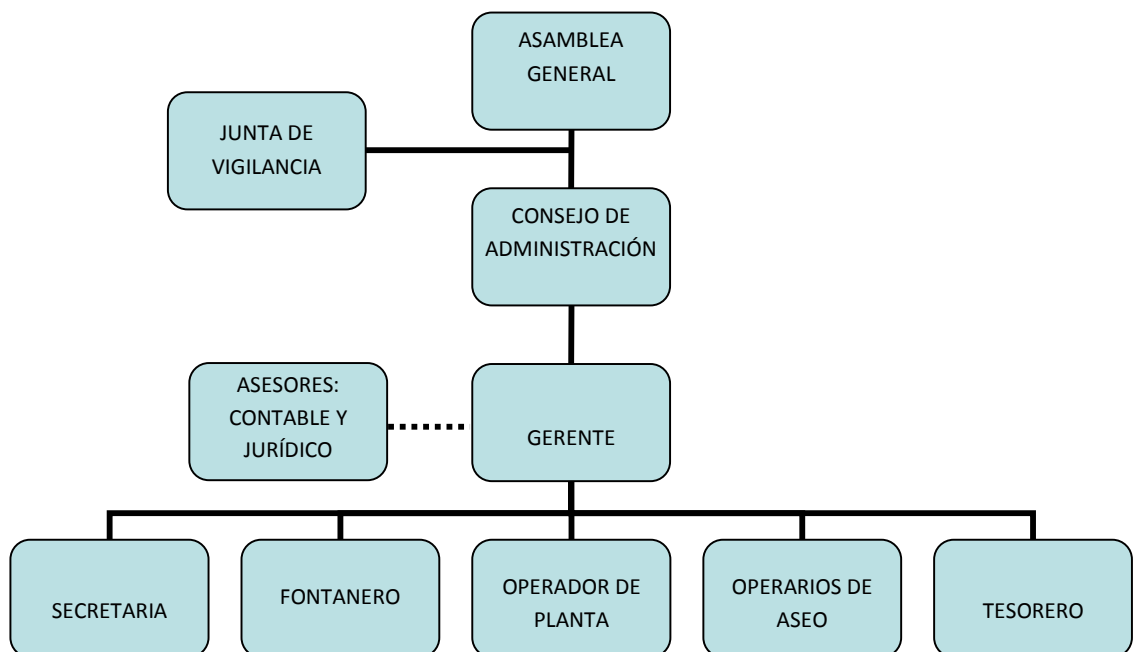 ASAMBLEA
GENERAL
JUNTA DE
VIGILANCIA
CONSEJO DE
ADMINISTRACIÓN
ASESORES:
CONTABLE Y
JURÍDICO
GERENTE
SECRETARIA
FONTANERO
OPERADOR DE
PLANTA
OPERARIOS DE
ASEO
TESORERO